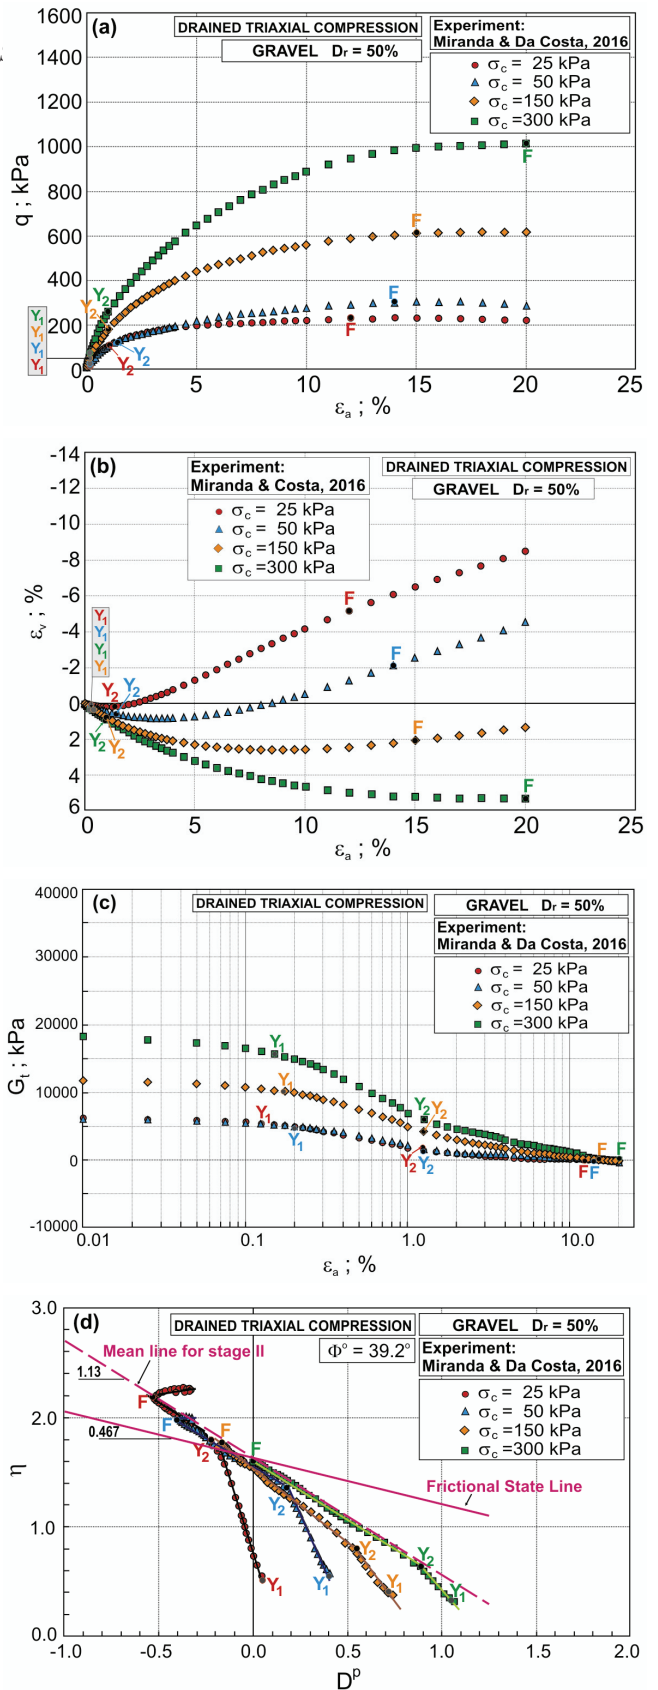 (a)
DRAINED TRIAXIAL COMPRESSION
GRAVEL Dr = 50%
Experiment:
Miranda & Da Costa, 2016
σc = 25 kPa
σc = 50 kPa
σc =150 kPa
σc =300 kPa
1600
1400
1200
1000
800
600
400
200
0
q ; kPa
F
F
F
F
Y2
Y2
Y2
Y2
Y1
Y1
Y1
Y1
0 5 10 15 20 25
εa ; %
(b)
Experiment:
Miranda & Costa, 2016
DRAINED TRIAXIAL COMPRESSION
GRAVEL Dr = 50%
σc = 25 kPa
σc = 50 kPa
σc =150 kPa
σc =300 kPa
-14
-12
-10
-8
-6
-4
-2
0
2
4
6
εv ; %
F
F
F
F
Y1
Y1
Y1
Y1
Y2
Y2
Y2
Y2
0 5 10 15 20 25
εa ; %
(c)
DRAINED TRIAXIAL COMPRESSION
GRAVEL Dr = 50%
Experiment:
Miranda & Da Costa, 2016
σc = 25 kPa
σc = 50 kPa
σc =150 kPa
σc =300 kPa
40000
30000
20000
10000
0
-10000
Gt ; kPa
Y1
Y1
Y1
Y1
Y2
Y2
Y2
Y2
F
F
F
F
0.01 0.1 1.0 10.0
εa ; %
(d)
DRAINED TRIAXIAL COMPRESSION
GRAVEL Dr = 50%
Φ° = 39.2°
Experiment:
Miranda & Da Costa, 2016
σc = 25 kPa
σc = 50 kPa
σc =150 kPa
σc =300 kPa
Mean line for stage II
1.13
0.467
Frictional State Line
3.0
2.0
1.0
0.0
η
F
F
F
F
Y2
Y2
Y2
Y2
Y1
Y1
Y1
Y1
-1.0 -0.5 0.0 0.5 1.0 1.5 2.0
Dp